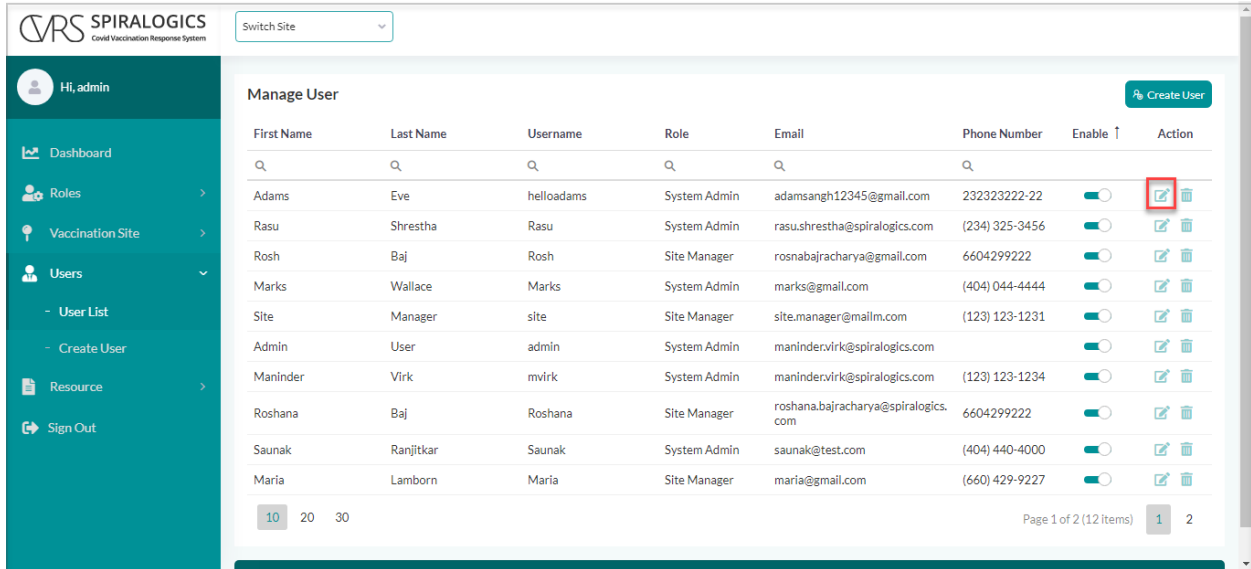 CVRS SPIRALOGICS
Covid Vaccination Response System
Switch Site
Hi, admin
Dashboard
Roles
Vaccination Site
Users
- User List
- Create User
Resource
Sign Out
Manage User
Create User
First Name Last Name Username Role Email Phone Number Enable ↑ Action
Adams Eve helloadams System Admin adamsangh12345@gmail.com 232323222-22
Rasu Shrestha Rasu System Admin rasu.shrestha@spiralogics.com (234) 325-3456
Rosh Baj Rosh Site Manager rosnabajracharya@gmail.com 6604299222
Marks Wallace Marks System Admin marks@gmail.com (404) 044-4444
Site Manager site Site Manager site.manager@mailm.com (123) 123-1231
Admin User admin System Admin maninder.virk@spiralogics.com
Maninder Virk mvirk System Admin maninder.virk@spiralogics.com (123) 123-1234
Roshana Baj Roshana Site Manager roshana.bajracharya@spiralogics. 6604299222
com
Saunak Ranjitkar Saunak System Admin saunak@test.com (404) 440-4000
Maria Lamborn Maria Site Manager maria@gmail.com (660) 429-9227
10 20 30 Page 1 of 2 (12 items) 1 2